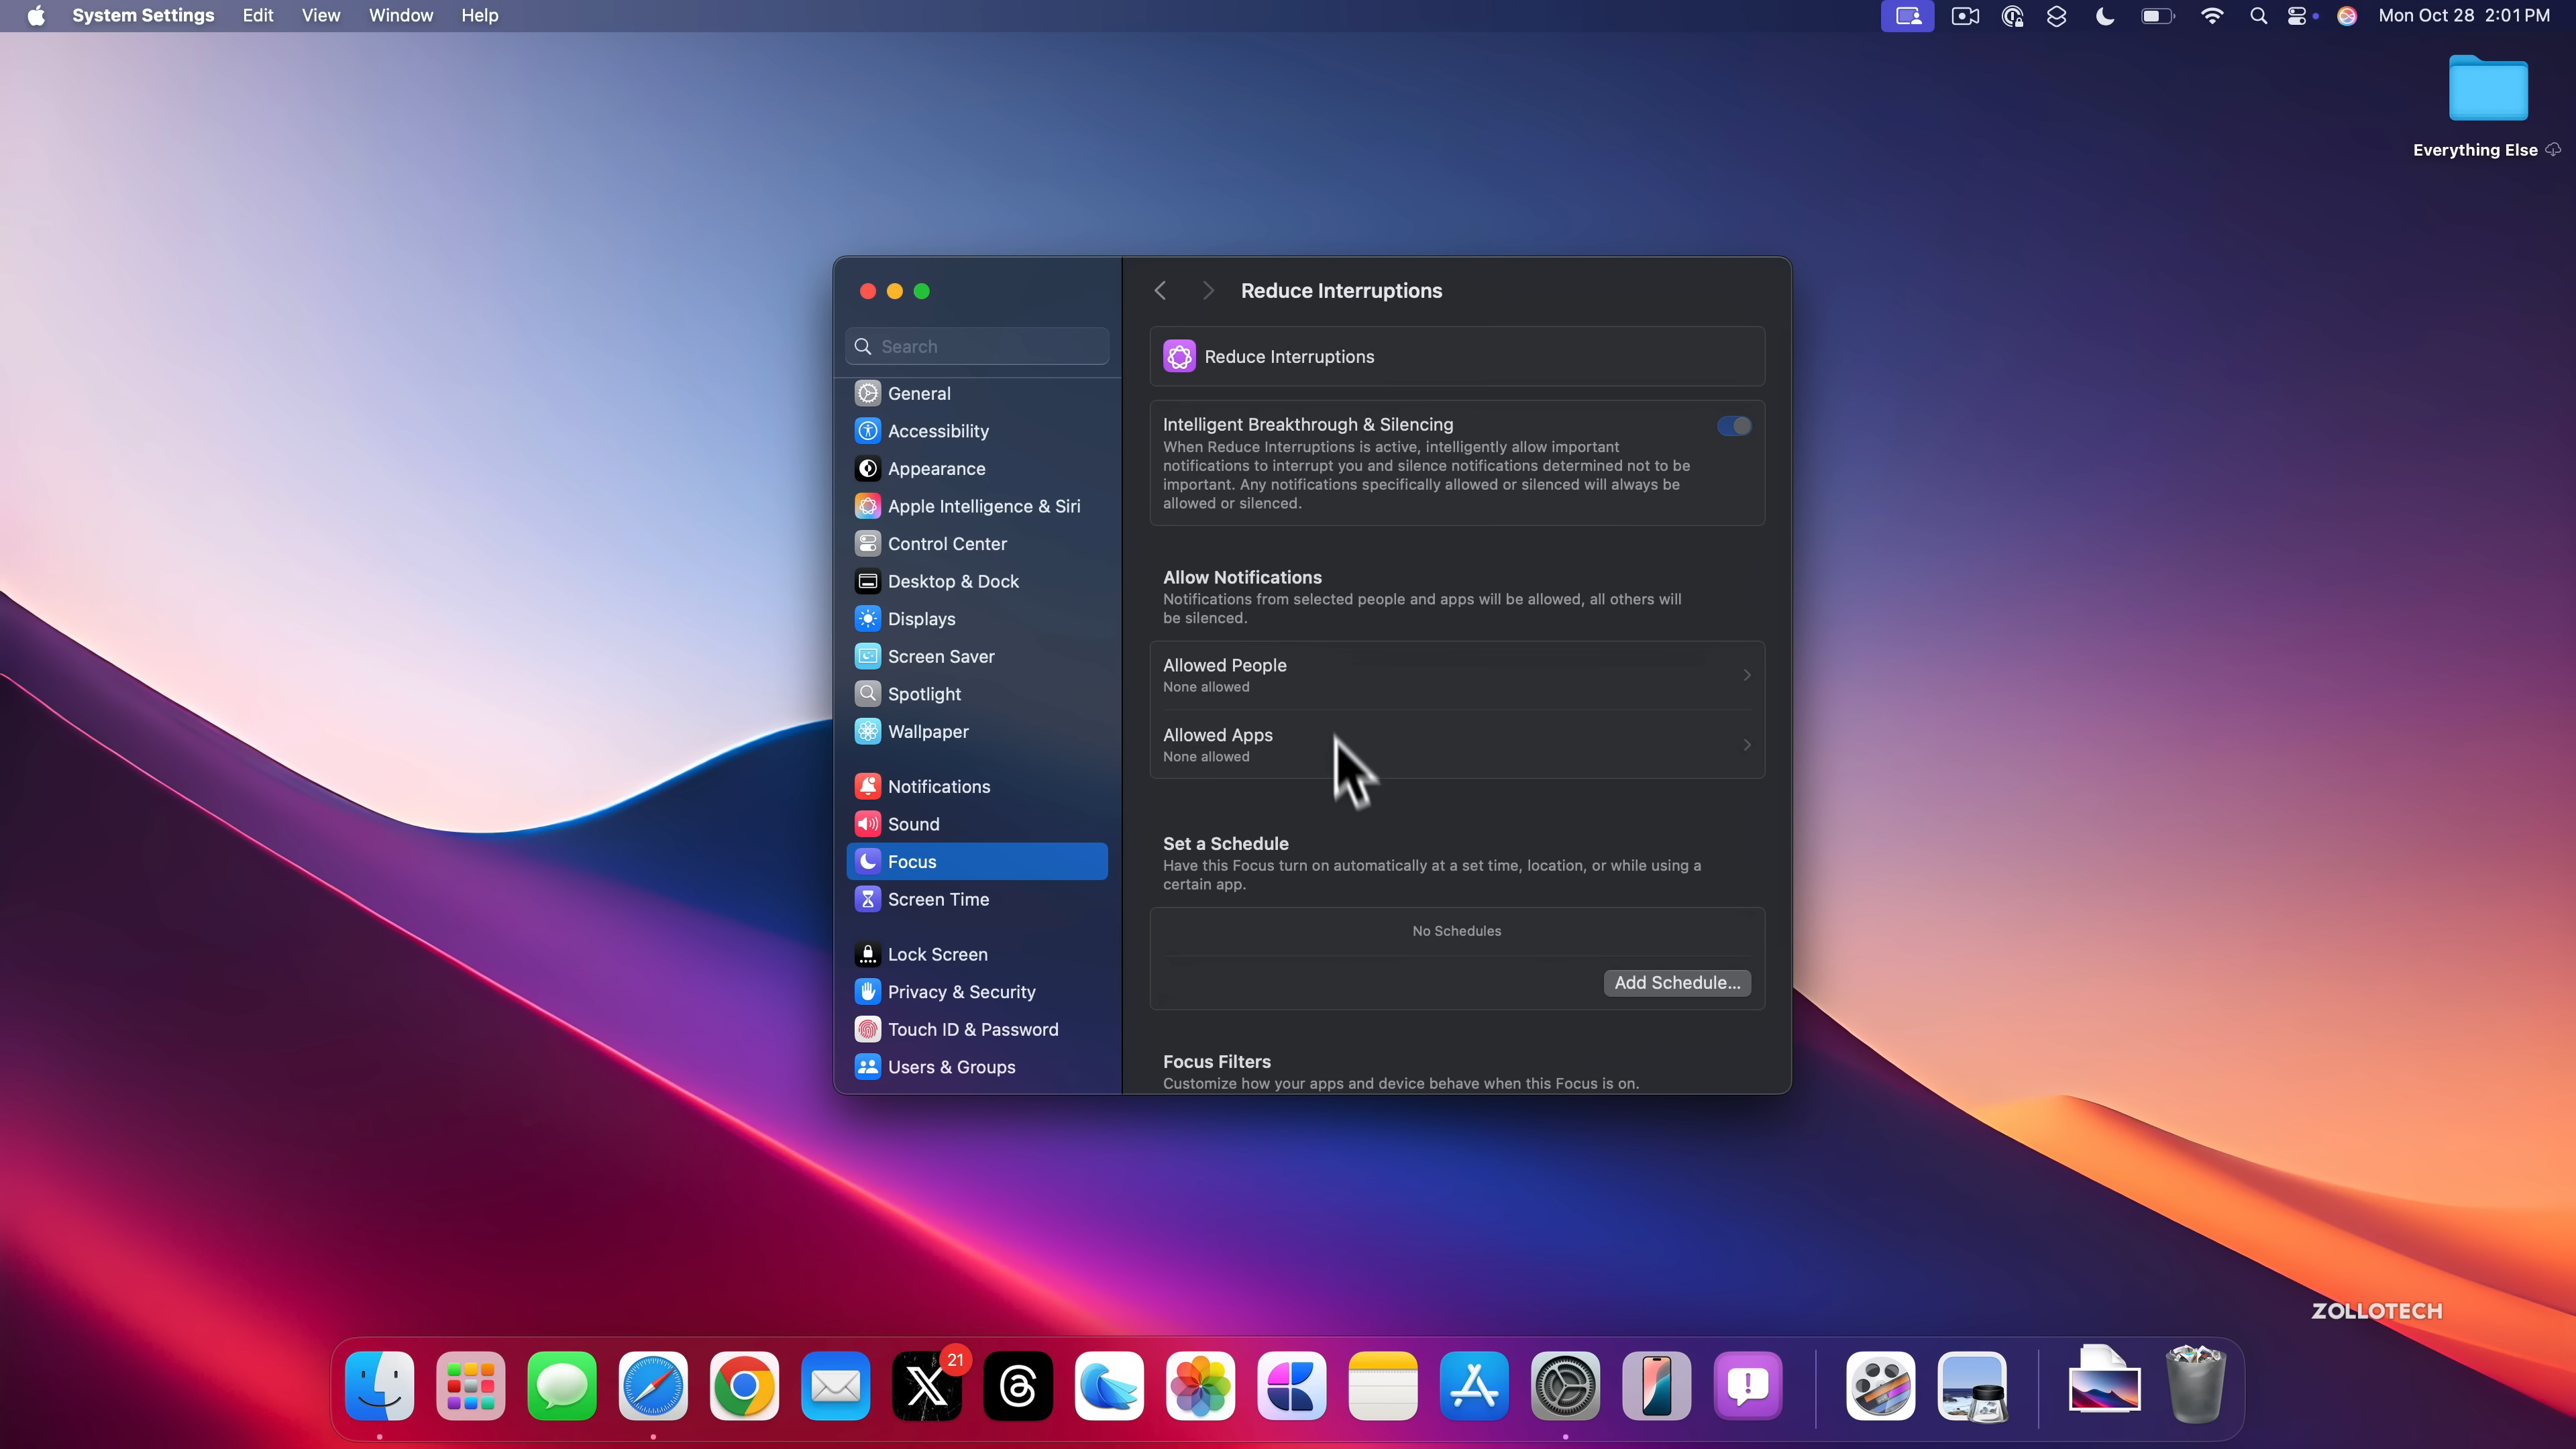 System Settings Edit View Window Help
Mon Oct 28 2:01 PM
Everything Else
Search
General
Accessibility
Appearance
Apple Intelligence & Siri
Control Center
Desktop & Dock
Displays
Screen Saver
Spotlight
Wallpaper
Notifications
Sound
Focus
Screen Time
Lock Screen
Privacy & Security
Touch ID & Password
Users & Groups
Reduce Interruptions
Reduce Interruptions
Intelligent Breakthrough & Silencing
When Reduce Interruptions is active, intelligently allow important
notifications to interrupt you and silence notifications determined not to be
important. Any notifications specifically allowed or silenced will always be
allowed or silenced.
Allow Notifications
Notifications from selected people and apps will be allowed, all others will
be silenced.
Allowed People
None allowed
Allowed Apps
None allowed
Set a Schedule
Have this Focus turn on automatically at a set time, location, or while using a
certain app.
No Schedules
Add Schedule...
Focus Filters
Customize how your apps and device behave when this Focus is on.
ZOLLOTECH
21